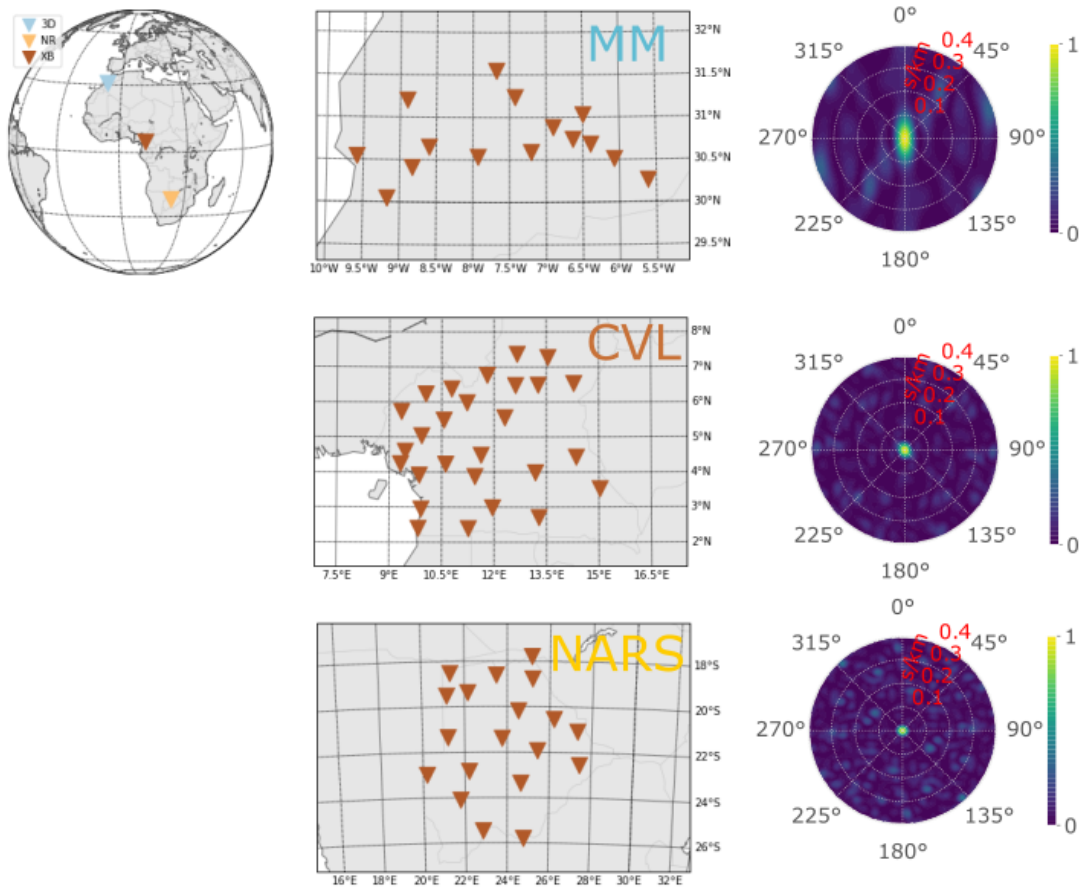 3D
NR
XB
MM
32°N
31.5°N
31°N
30.5°N
30°N
29.5°N
10°W 9.5°W 9°W 8.5°W 8°W 7.5°W 7°W 6.5°W 6°W 5.5°W
0°
315° 0.4 45°
0.3
s/km
0.2
0.1
270° 90°
225° 135°
180°
1
0
CVL
8°N
7°N
6°N
5°N
4°N
3°N
2°N
7.5°E 9°E 10.5°E 12°E 13.5°E 15°E 16.5°E
0°
315° 0.4 45°
0.3
s/km
0.2
0.1
270° 90°
225° 135°
180°
1
0
NARS
18°S
20°S
22°S
24°S
26°S
16°E 18°E 20°E 22°E 24°E 26°E 28°E 30°E 32°E
0°
315° 0.4 45°
0.3
s/km
0.2
0.1
270° 90°
225° 135°
180°
1
0